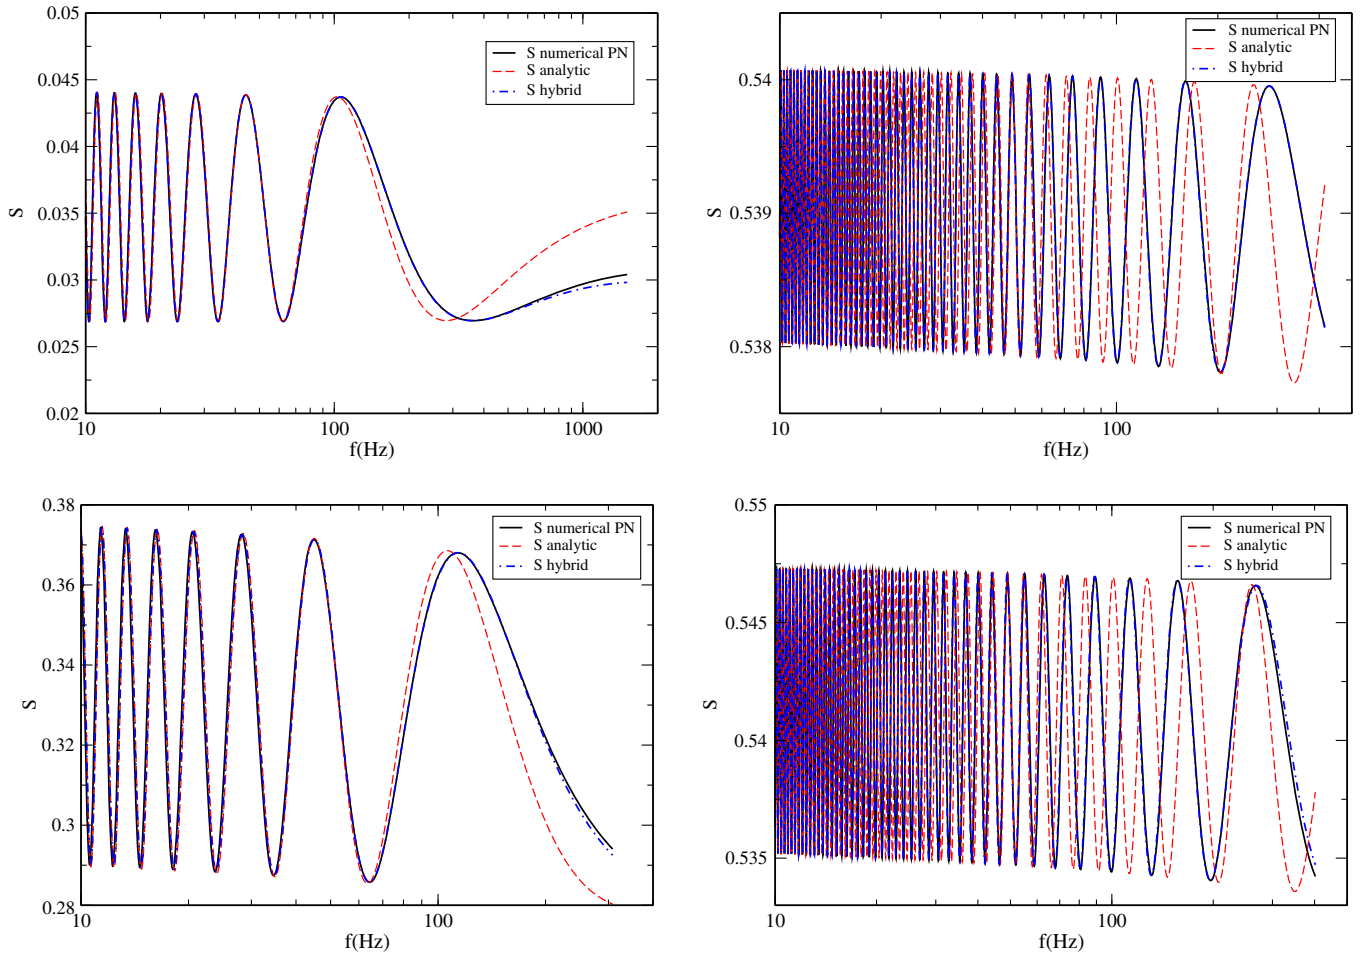 0.05
0.045
0.04
0.035
0.03
0.025
0.02
S
10
100
1000
f(Hz)
S numerical PN
S analytic
S hybrid
0.54
0.539
0.538
S
10
100
f(Hz)
S numerical PN
S analytic
S hybrid
0.38
0.36
0.34
0.32
0.3
0.28
S
10
100
f(Hz)
S numerical PN
S analytic
S hybrid
0.55
0.545
0.54
0.535
S
10
100
f(Hz)
S numerical PN
S analytic
S hybrid